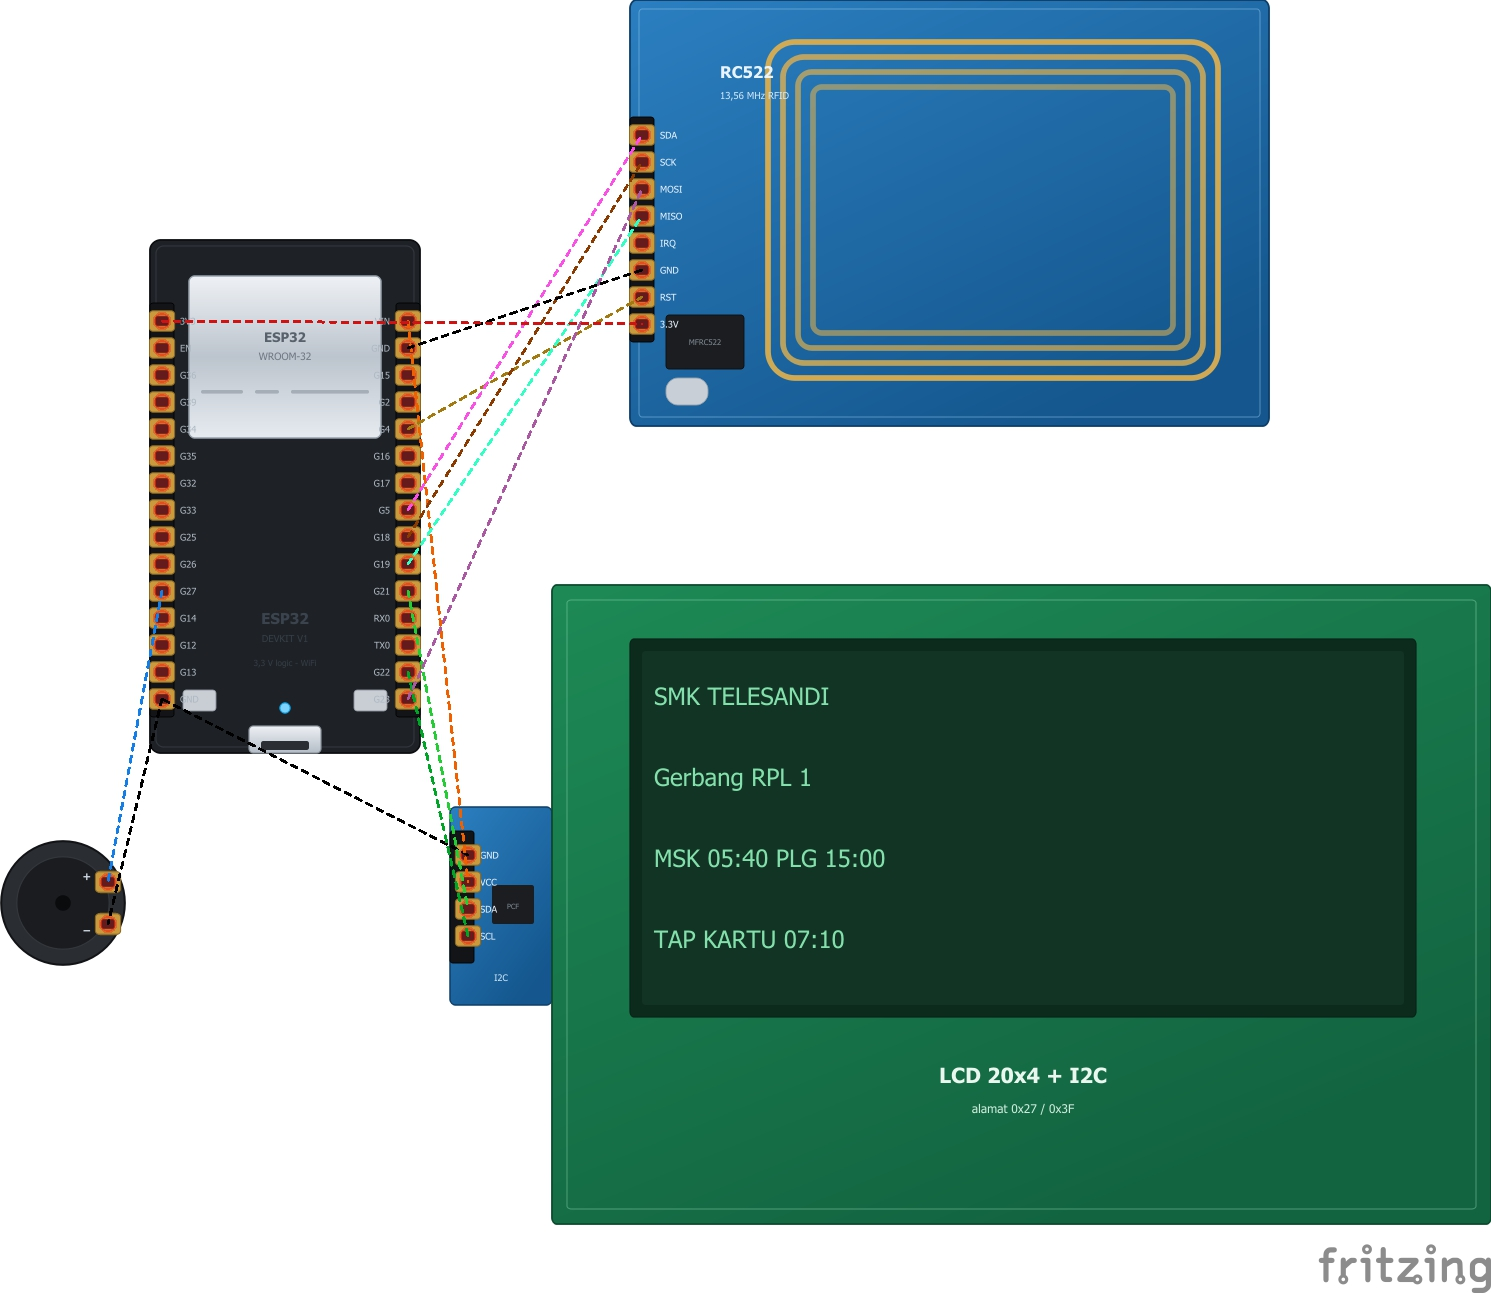 RC522
13,56 MHz RFID
SDA
SCK
MOSI
MISO
IRQ
GND
RST
3.3V
MFRC522
ESP32
WROOM-32
VIN
GND
G15
G2
G4
G35
G16
G32
G17
G33
G5
G25
G18
G26
G19
G27
G21
G14
RX0
G12
TX0
G13
G22
GND
G23
ESP32
DEVKIT V1
3,3 V logic - WiFi
+
−
GND
VCC
SDA
SCL
PCF
I2C
SMK TELESANDI
Gerbang RPL 1
MSK 05:40 PLG 15:00
TAP KARTU 07:10
LCD 20x4 + I2C
alamat 0x27 / 0x3F
fritzing